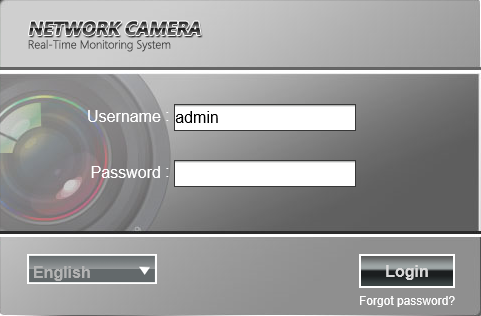 NETWORK CAMERA
Real-Time Monitoring System
Username :
admin
Password :
English
Login
Forgot password?